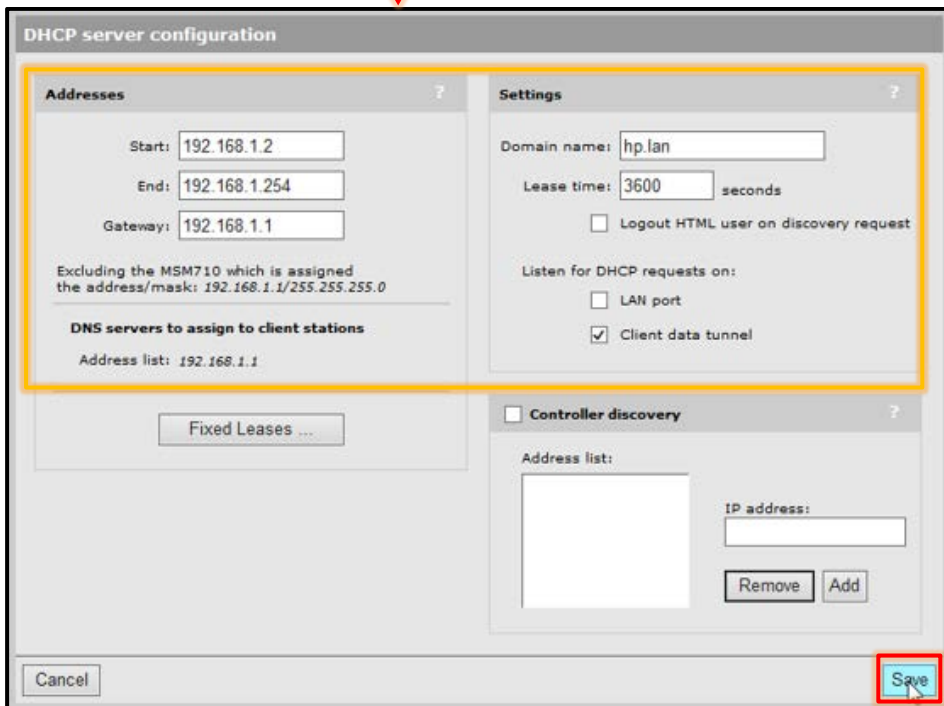 DHCP server configuration
Addresses ?
Start: 192.168.1.2
End: 192.168.1.254
Gateway: 192.168.1.1
Excluding the MSM710 which is assigned
the address/mask: 192.168.1.1/255.255.255.0
DNS servers to assign to client stations
Address list: 192.168.1.1
Fixed Leases ...
Settings ?
Domain name: hp.lan
Lease time: 3600 seconds
Logout HTML user on discovery request
Listen for DHCP requests on:
LAN port
Client data tunnel
Controller discovery ?
Address list:
IP address:
Remove Add
Cancel Save